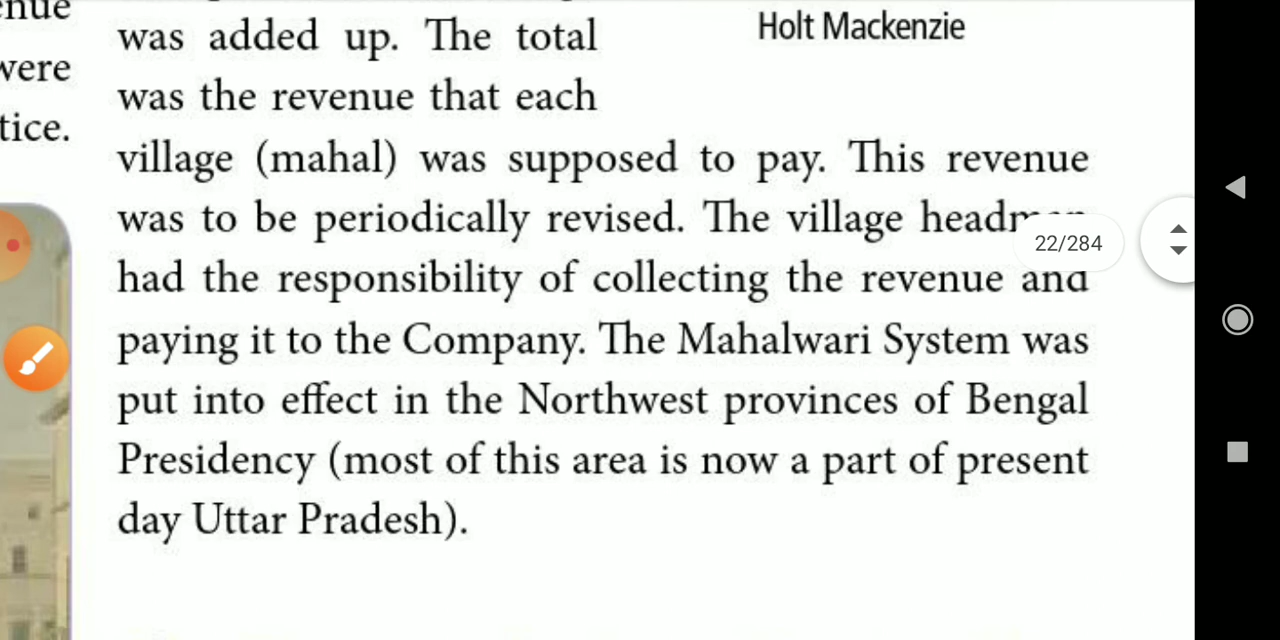 were
tice.
Holt Mackenzie
was added up. The total
was the revenue that each
village (mahal) was supposed to pay. This revenue
was to be periodically revised. The village
had the responsibility of collecting the revenue and
paying it to the Company. The Mahalwari System was
put into effect in the Northwest provinces of Bengal
Presidency (most of this area is now a part of present
day Uttar Pradesh).
22/284